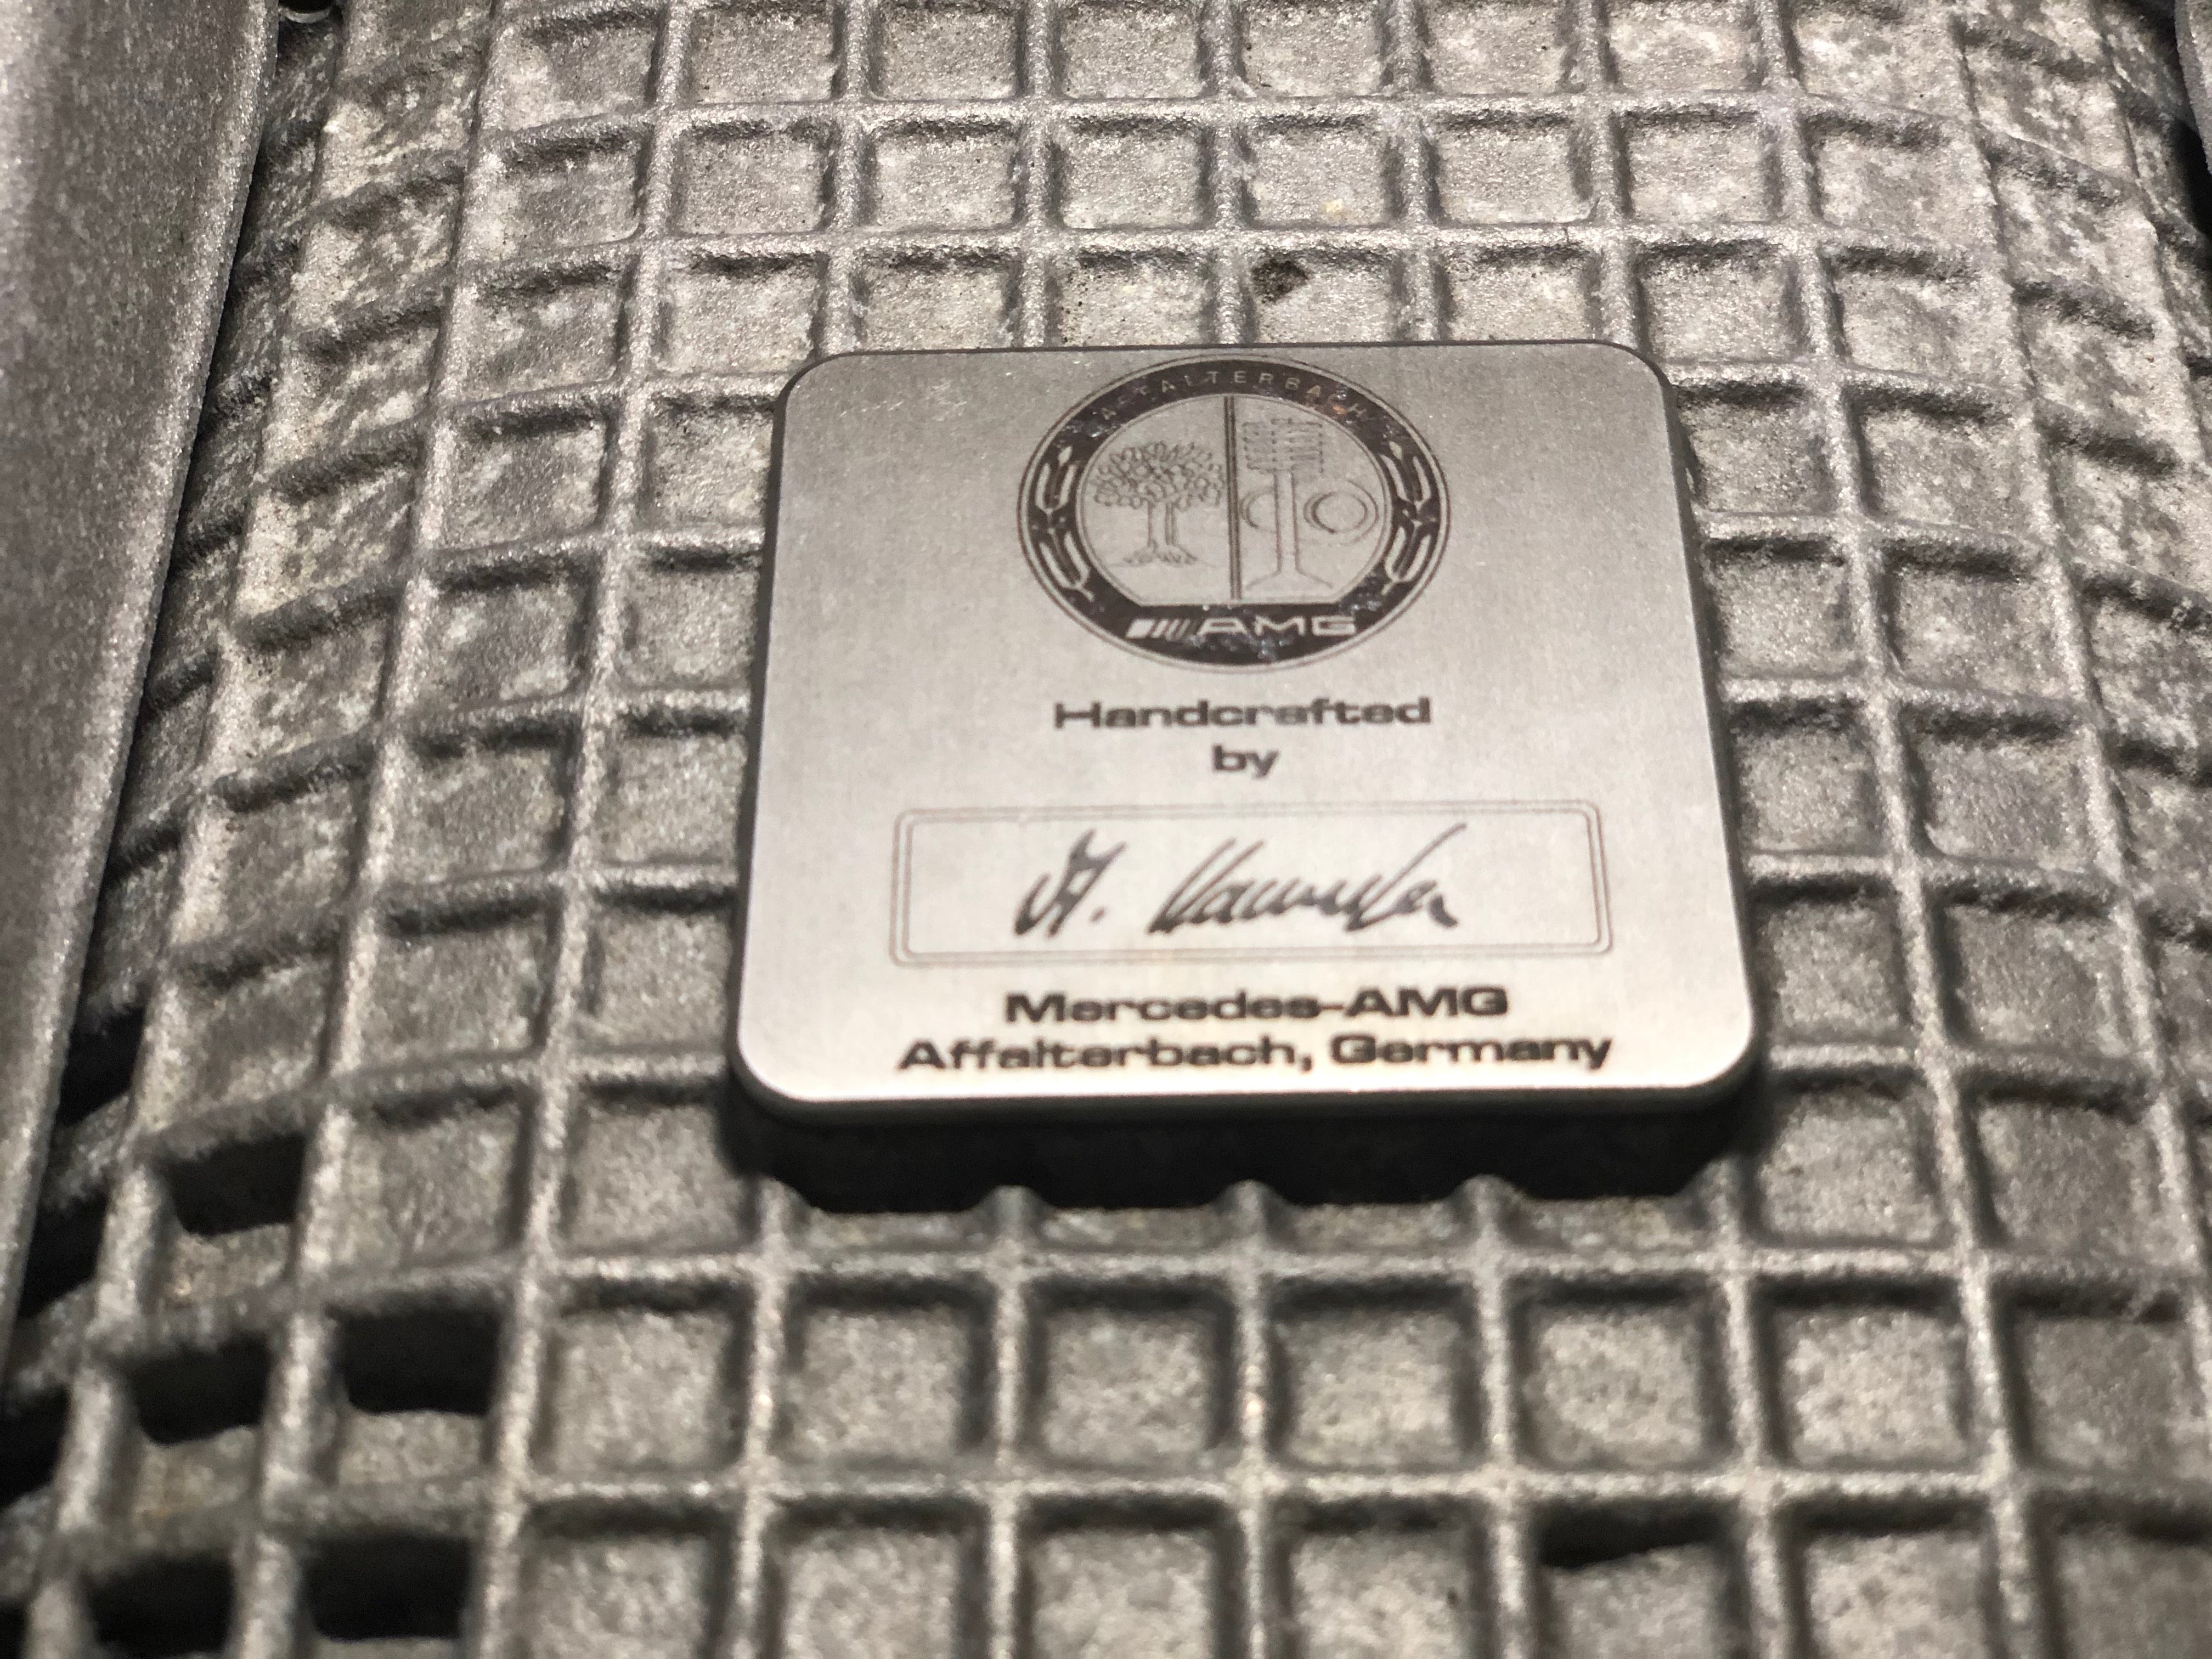 AFFALTERBACH
AMG
Handcrafted
by
Mercedes-AMG
Affalterbach, Germany